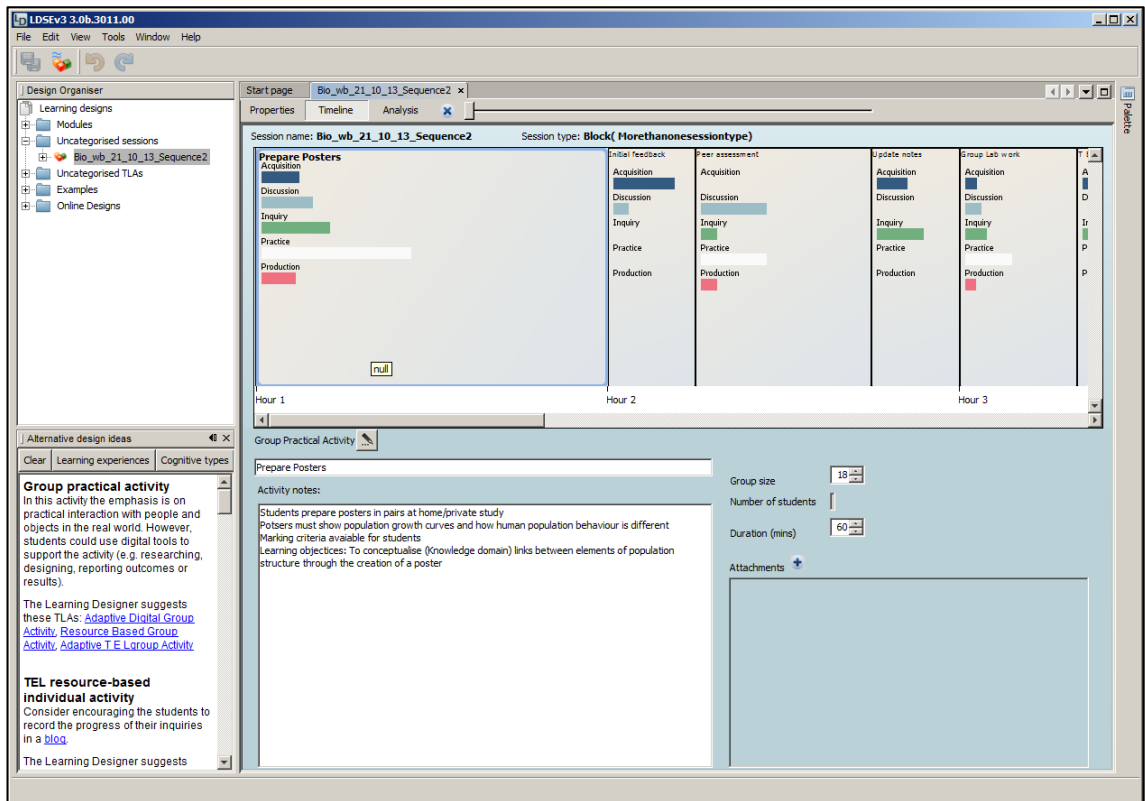 LDSEv3 3.0b.3011.00
File Edit View Tools Window Help
Design Organiser
Learning designs
Modules
Uncategorised sessions
Bio_wb_21_10_13_Sequence2
Uncategorised TLAs
Examples
Online Designs
Alternative design ideas
Clear Learning experiences Cognitive types
Group practical activity
In this activity the emphasis is on
practical interaction with people and
objects in the real world. However,
students could use digital tools to
support the activity (e.g. researching,
designing, reporting outcomes or
results).
The Learning Designer suggests
these TLAs: Adaptive Digital Group
Activity, Resource Based Group
Activity, Adaptive T E Lgroup Activity
TEL resource-based
individual activity
Consider encouraging the students to
record the progress of their inquiries
in a blog.
The Learning Designer suggests
Start page Bio_wb_21_10_13_Sequence2
Properties Timeline Analysis
Session name: Bio_wb_21_10_13_Sequence2 Session type: Block( Morethanonesessiontype)
Prepare Posters
Acquisition
Discussion
Inquiry
Practice
Production
null
Initial feedback
Acquisition
Discussion
Inquiry
Practice
Production
Peer assessment
Acquisition
Discussion
Inquiry
Practice
Production
Update notes
Acquisition
Discussion
Inquiry
Practice
Production
Group Lab work
Acquisition
Discussion
Inquiry
Practice
Production
Hour 1 Hour 2 Hour 3
Group Practical Activity
Prepare Posters
Activity notes:
Students prepare posters in pairs at home/private study
Potsers must show population growth curves and how human population behaviour is different
Marking criteria avaiable for students
Learning objectices: To conceptualise (Knowledge domain) links between elements of population
structure through the creation of a poster
Group size 18
Number of students
Duration (mins) 60
Attachments
Palette